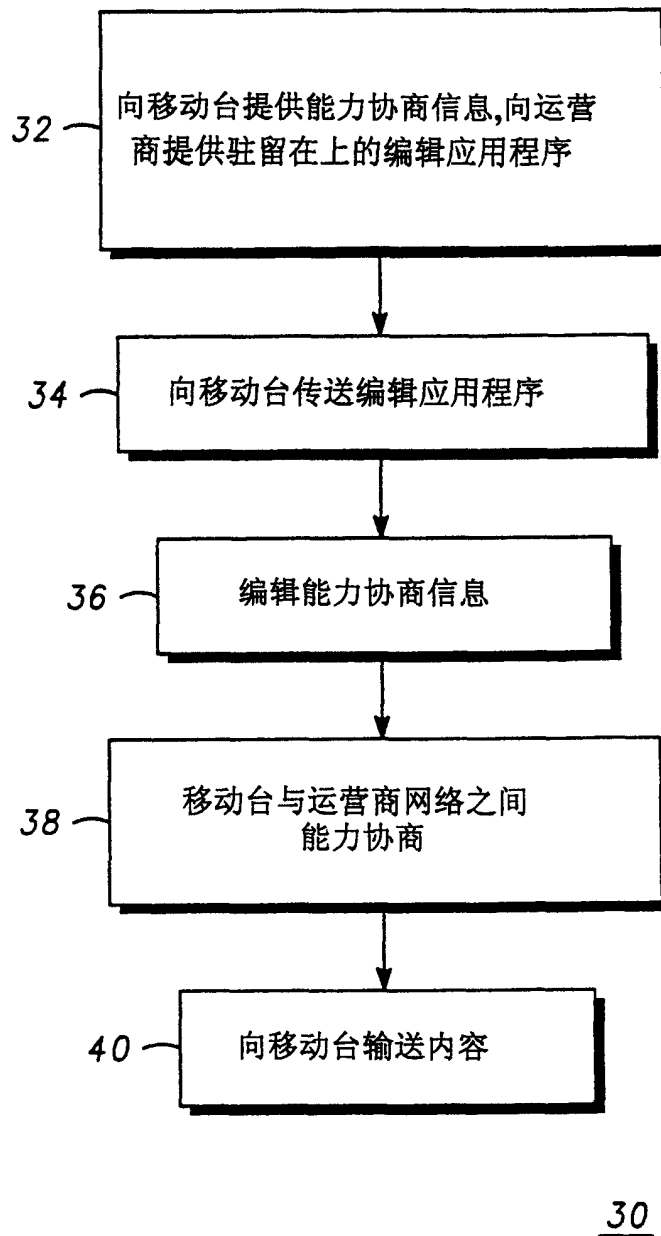 32
向移动台提供能力协商信息,向运营
商提供驻留在上的编辑应用程序
34
向移动台传送编辑应用程序
36
编辑能力协商信息
38
移动台与运营商网络之间
能力协商
40
向移动台输送内容
30